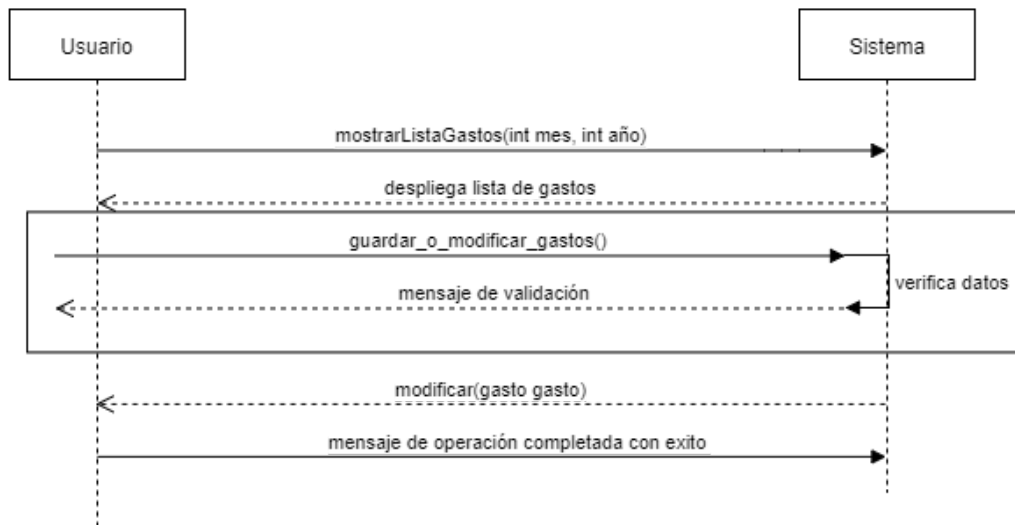 Usuario
Sistema
mostrarListaGastos(int mes, int año)
despliega lista de gastos
guardar_o_modificar_gastos()
verifica datos
mensaje de validación
modificar(gasto gasto)
mensaje de operación completada con exito